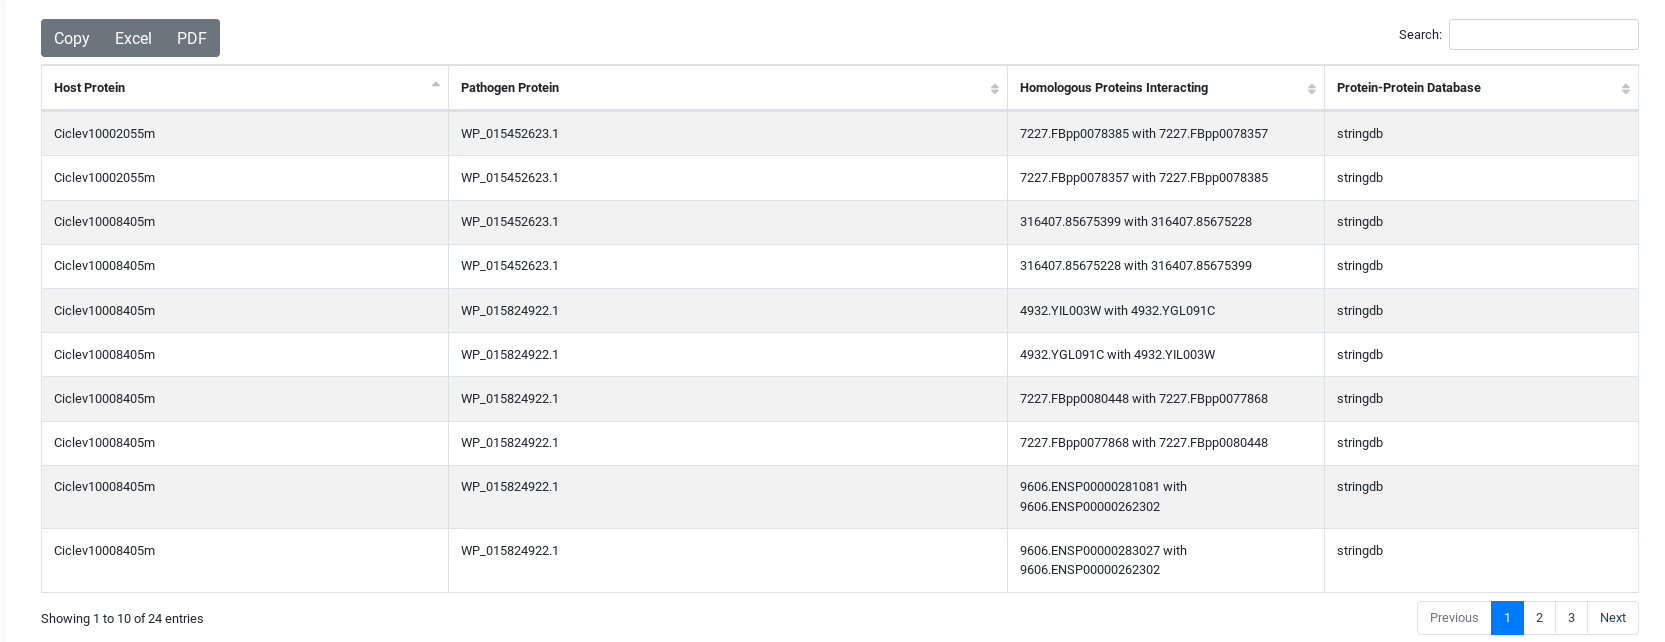 Copy Excel PDF Search:
Host Protein Pathogen Protein Homologous Proteins Interacting Protein-Protein Database
Ciclev10002055m WP_015452623.1 7227.FBpp0078385 with 7227.FBpp0078357 stringdb
Ciclev10002055m WP_015452623.1 7227.FBpp0078357 with 7227.FBpp0078385 stringdb
Ciclev10008405m WP_015452623.1 316407.85675399 with 316407.85675228 stringdb
Ciclev10008405m WP_015452623.1 316407.85675228 with 316407.85675399 stringdb
Ciclev10008405m WP_015824922.1 4932.YIL003W with 4932.YGL091C stringdb
Ciclev10008405m WP_015824922.1 4932.YGL091C with 4932.YIL003W stringdb
Ciclev10008405m WP_015824922.1 7227.FBpp0080448 with 7227.FBpp0077868 stringdb
Ciclev10008405m WP_015824922.1 7227.FBpp0077868 with 7227.FBpp0080448 stringdb
Ciclev10008405m WP_015824922.1 9606.ENSP00000281081 with stringdb
9606.ENSP00000262302
Ciclev10008405m WP_015824922.1 9606.ENSP00000283027 with stringdb
9606.ENSP00000262302
Showing 1 to 10 of 24 entries Previous 1 2 3 Next